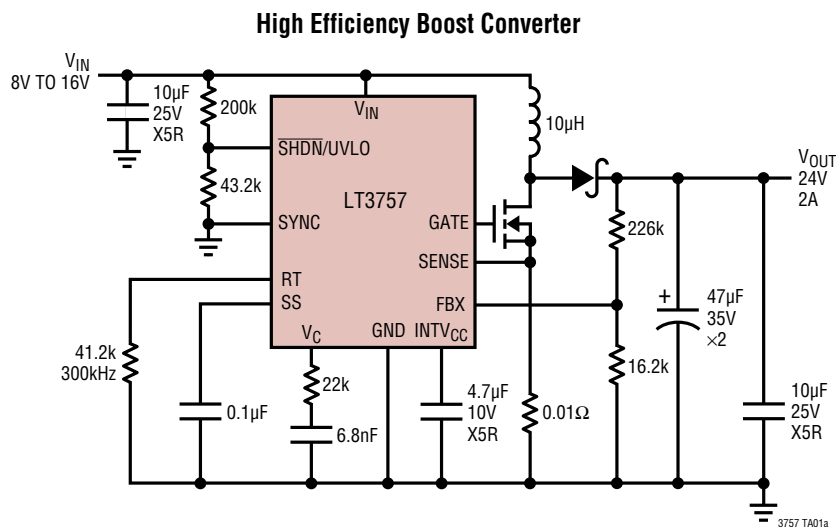 High Efficiency Boost Converter
VIN
8V TO 16V
10µF
25V
X5R
200k
43.2k
VIN
SHDN/UVLO
LT3757
SYNC
GATE
SENSE
RT
SS
FBX
VC
GND
INTVCC
10µH
VOUT
24V
2A
226k
16.2k
47µF
35V
×2
10µF
25V
X5R
41.2k
300kHz
0.1µF
22k
6.8nF
4.7µF
10V
X5R
0.01Ω
+
3757 TA01a